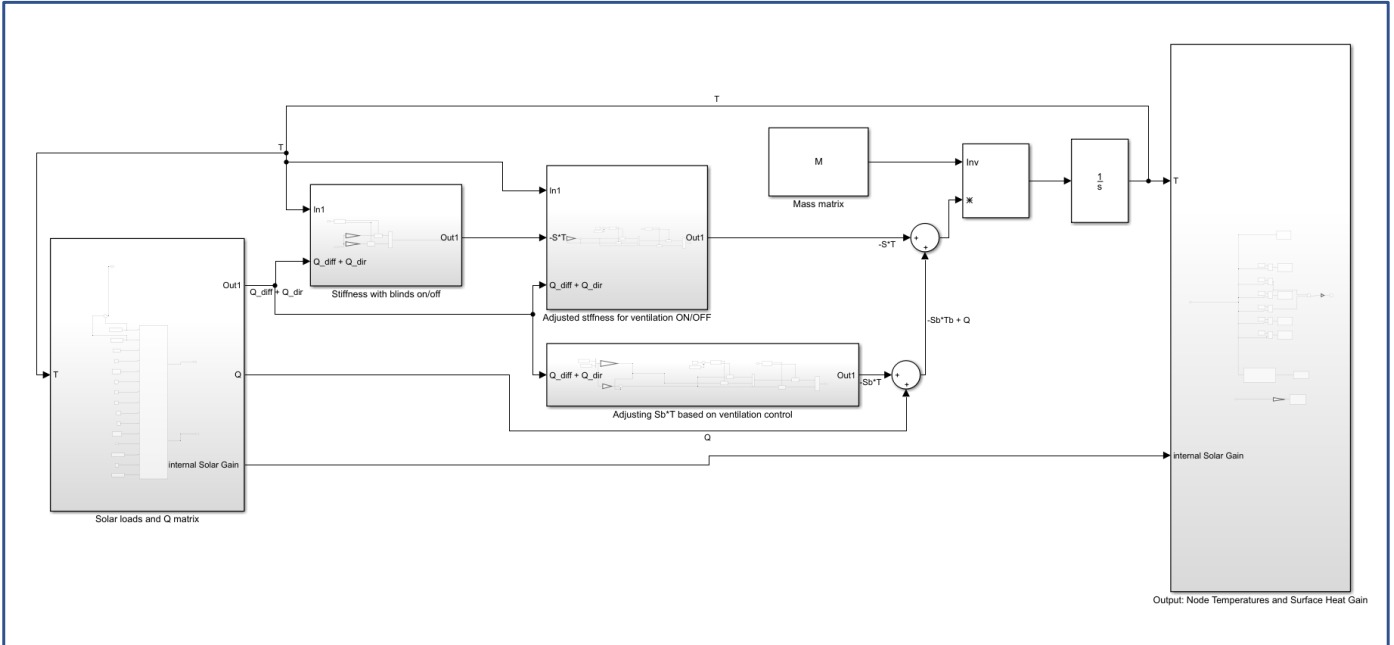 T
T
M
Mass matrix
Inv
*
1
s
T
In1
-S*T
Q_diff + Q_dir
Out1
Adjusted stffness for ventilation ON/OFF
In1
Q_diff + Q_dir
Out1
Stiffness with blinds on/off
-S*T
+
+
Out1
Q_diff + Q_dir
T
Q
internal Solar Gain
Solar loads and Q matrix
-Sb*Tb + Q
Q_diff + Q_dir
Out1
-Sb*T
+
+
Adjusting Sb*T based on ventilation control
Q
internal Solar Gain
Output: Node Temperatures and Surface Heat Gain